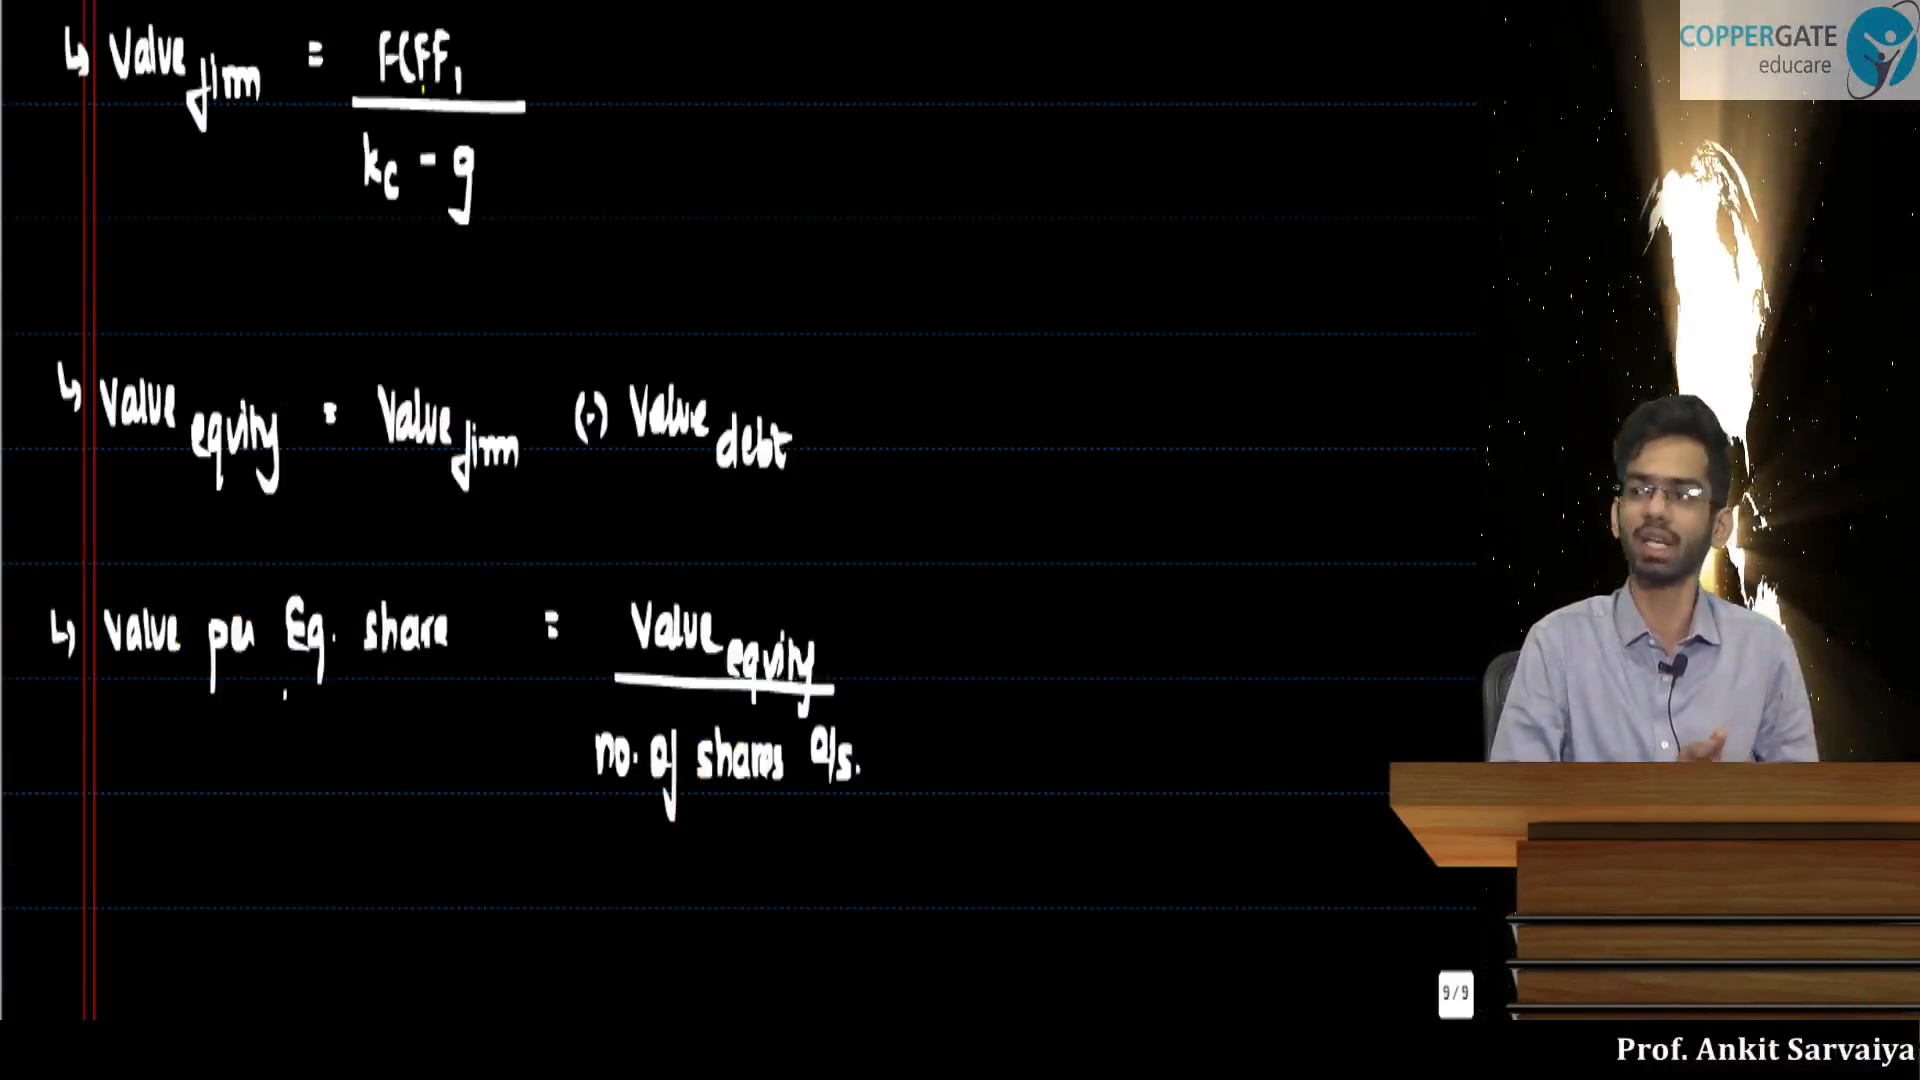 ↳ Value firm = FCFF₁
kc - g
↳ Value equity = Value firm (-) Value debt
↳ Value per Eq. share = Value equity
no. of shares o/s.
COPPERGATE
educare
9/9
Prof. Ankit Sarvaiya